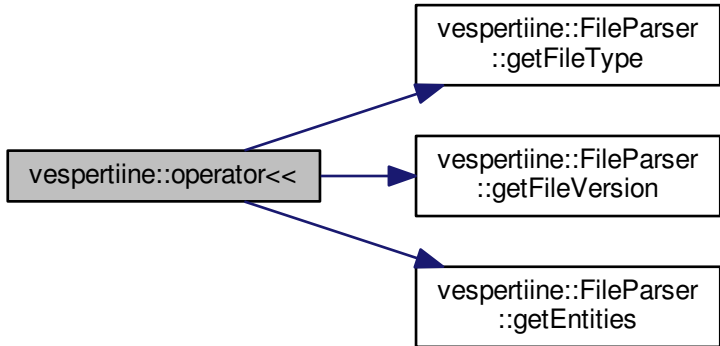 vespertiine::FileParser
::getFileType
vespertiine::operator<<
vespertiine::FileParser
::getFileVersion
vespertiine::FileParser
::getEntities